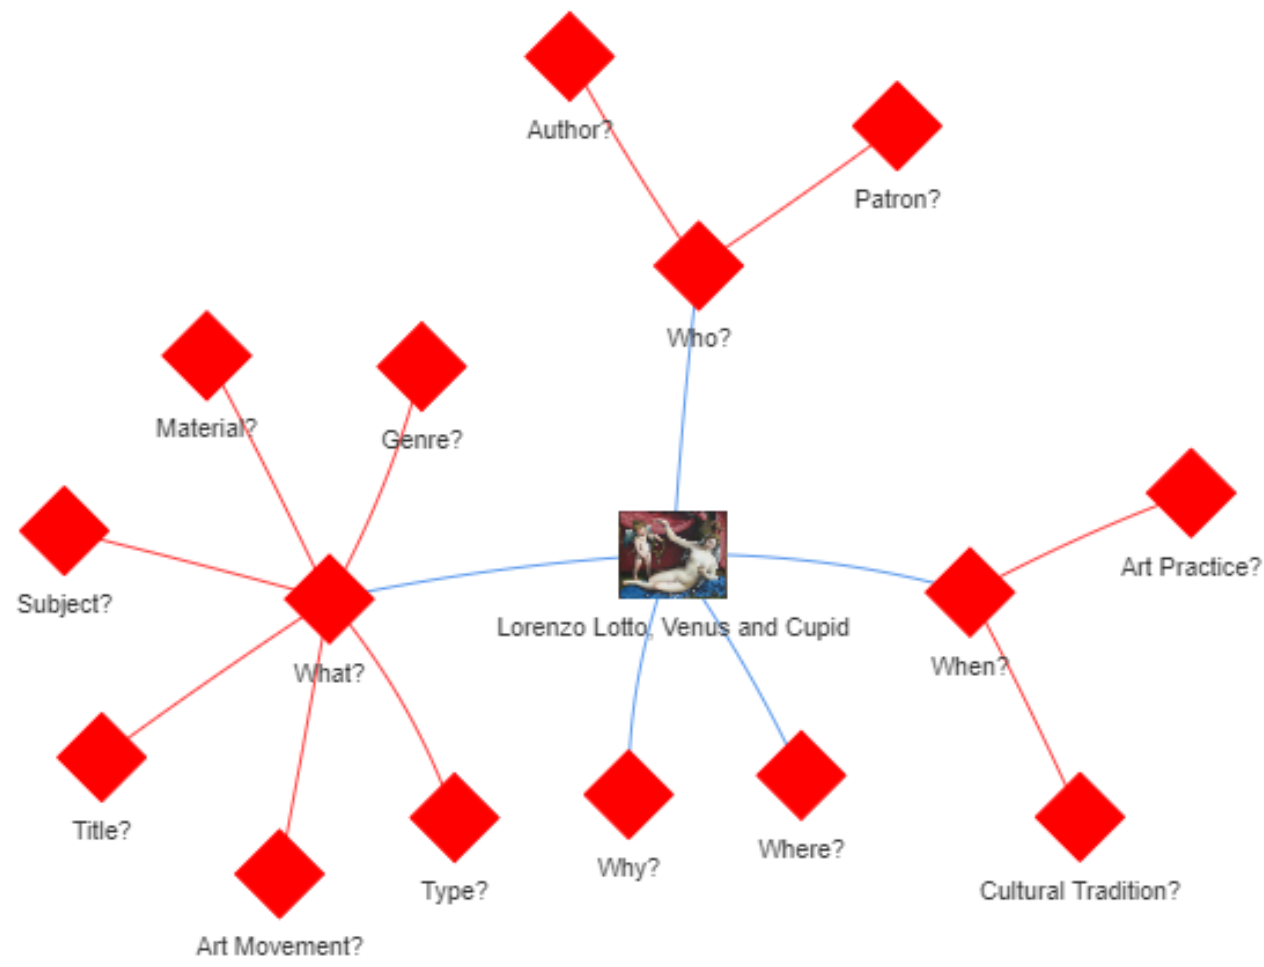 Author?
Patron?
Who?
Material?
Genre?
Art Practice?
Subject?
Lorenzo Lotto, Venus and Cupid
When?
What?
Title?
Why?
Where?
Type?
Cultural Tradition?
Art Movement?